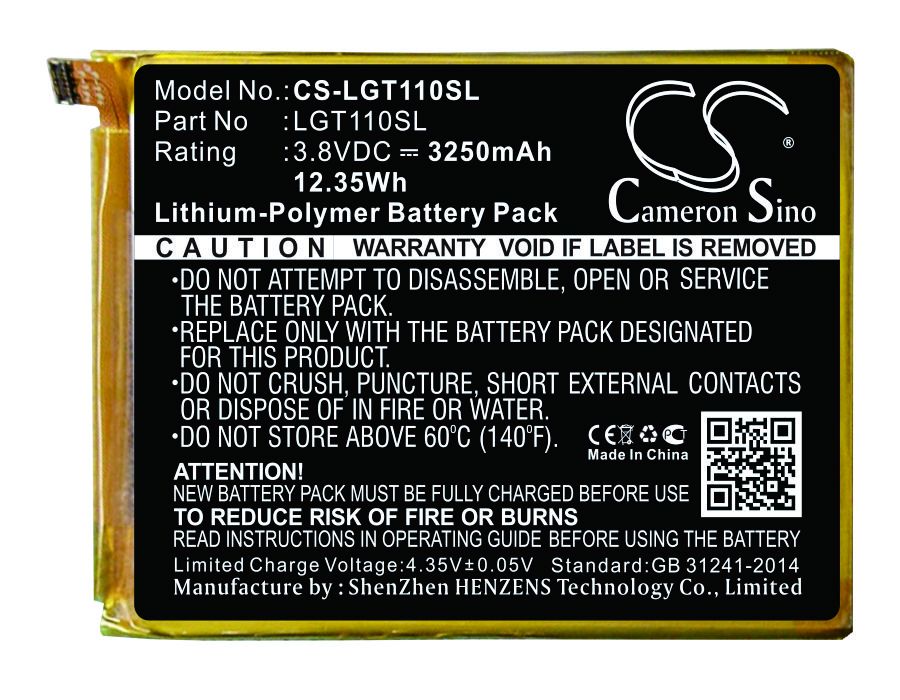 Model No.:CS-LGT110SL
Part No :LGT110SL
Rating :3.8VDC ⎓ 3250mAh
12.35Wh
Lithium-Polymer Battery Pack
Cameron Sino ®
CAUTION WARRANTY VOID IF LABEL IS REMOVED
•DO NOT ATTEMPT TO DISASSEMBLE, OPEN OR SERVICE
THE BATTERY PACK.
•REPLACE ONLY WITH THE BATTERY PACK DESIGNATED
FOR THIS PRODUCT.
•DO NOT CRUSH, PUNCTURE, SHORT EXTERNAL CONTACTS
OR DISPOSE OF IN FIRE OR WATER.
•DO NOT STORE ABOVE 60°C (140°F).
CE PCT
Made In China
ATTENTION!
NEW BATTERY PACK MUST BE FULLY CHARGED BEFORE USE
TO REDUCE RISK OF FIRE OR BURNS
READ INSTRUCTIONS IN OPERATING GUIDE BEFORE USING THE BATTERY
Limited Charge Voltage:4.35V±0.05V Standard:GB 31241-2014
Manufacture by : ShenZhen HENZENS Technology Co., Limited